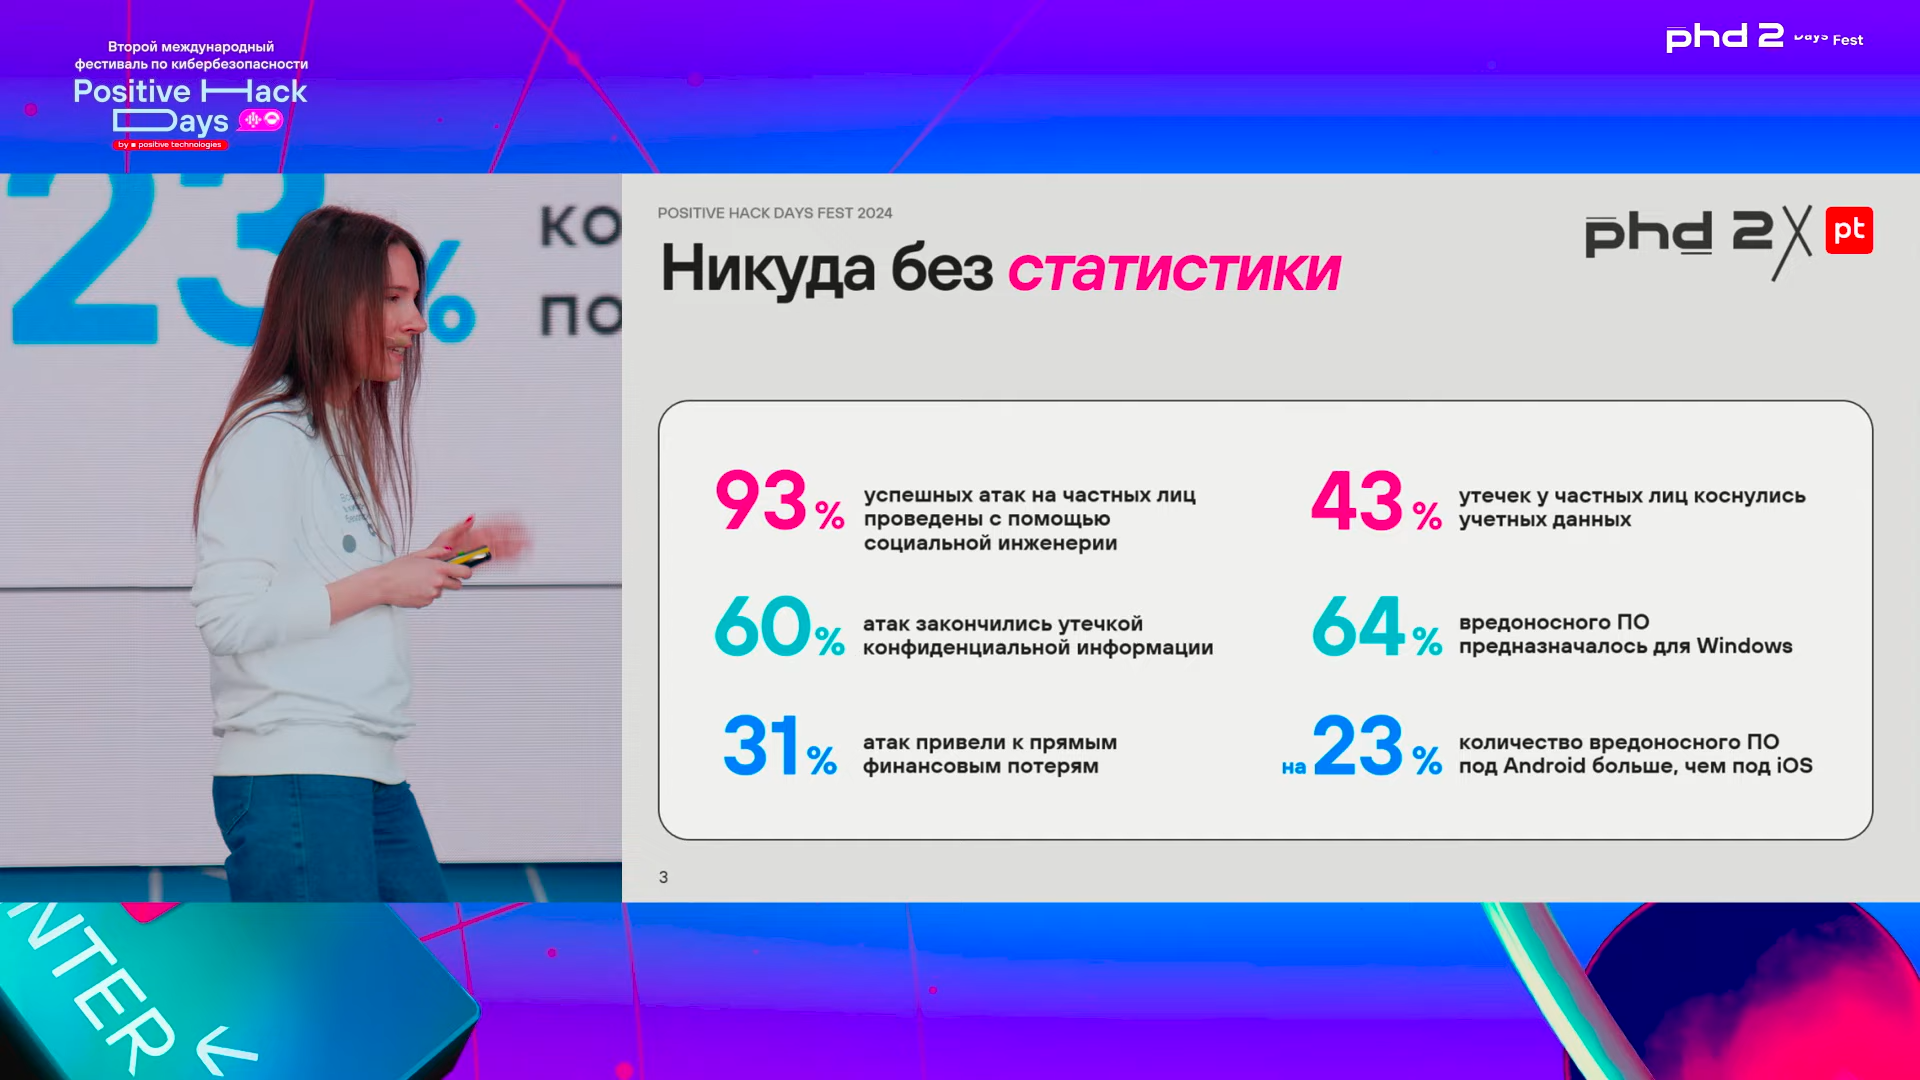 Второй международный
фестиваль по кибербезопасности
Positive Hack
Days
by positive technologies
phd 2 Days Fest
23%
ко
по
POSITIVE HACK DAYS FEST 2024
phd 2 pt
Никуда без статистики
93% успешных атак на частных лиц
проведены с помощью
социальной инженерии
43% утечек у частных лиц коснулись
учетных данных
60% атак закончились утечкой
конфиденциальной информации
64% вредоносного ПО
предназначалось для Windows
31% атак привели к прямым
финансовым потерям
на 23% количество вредоносного ПО
под Android больше, чем под iOS
3
NTER